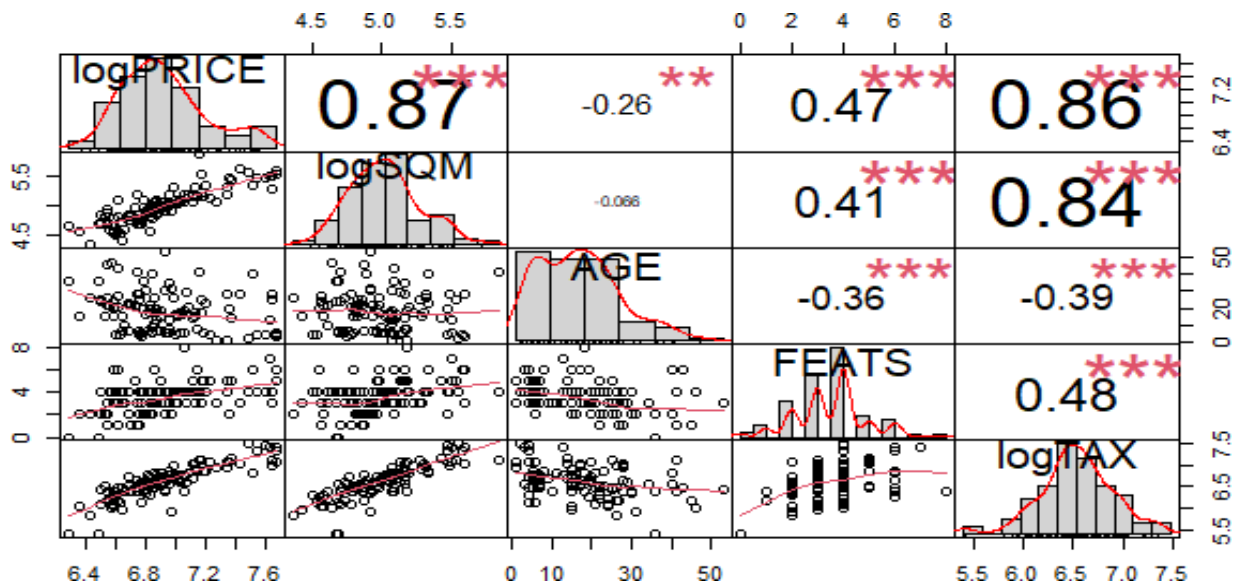 4.5 5.0 5.5 0 2 4 6 8
logPRICE 0.87 *** -0.26 ** 0.47 *** 0.86 *** 6.4 7.2
4.5 5.5 logSQM -0.066 0.41 *** 0.84 ***
AGE -0.36 *** -0.39 *** 0 20 50
0 4 8 FEATS 0.48 ***
logTAX 5.5 6.5 7.5
6.4 6.8 7.2 7.6 0 10 30 50 5.5 6.0 6.5 7.0 7.5